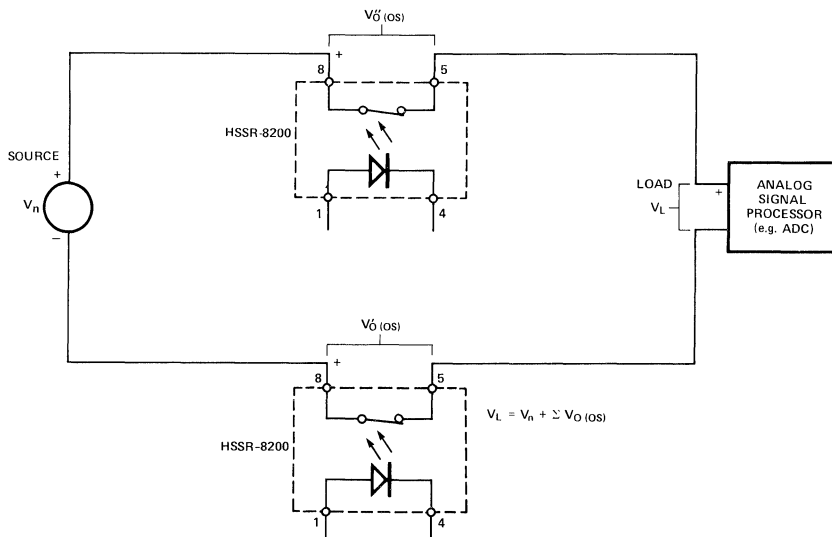 V″O (OS)
+
8
5
HSSR-8200
1
4
SOURCE
+
Vn
−
LOAD
VL
+
ANALOG
SIGNAL
PROCESSOR
(e.g. ADC)
V′O (OS)
+
8
5
HSSR-8200
1
4
VL = Vn + Σ VO (OS)